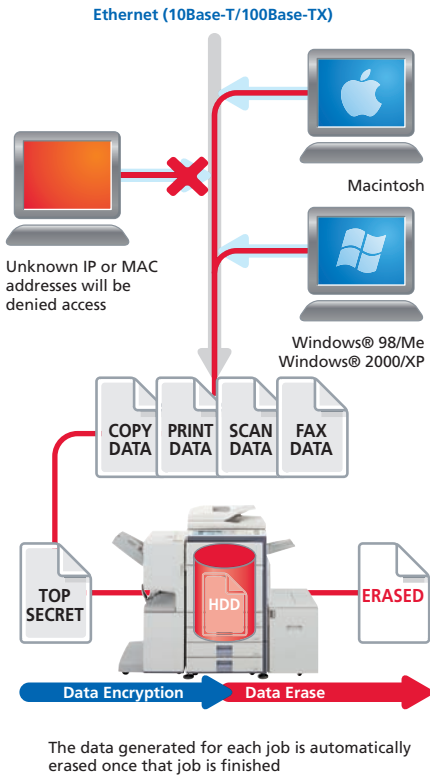 Ethernet (10Base-T/100Base-TX)
Macintosh
Unknown IP or MAC
addresses will be
denied access
Windows® 98/Me
Windows® 2000/XP
COPY
DATA
PRINT
DATA
SCAN
DATA
FAX
DATA
TOP
SECRET
HDD
ERASED
Data Encryption
Data Erase
The data generated for each job is automatically
erased once that job is finished